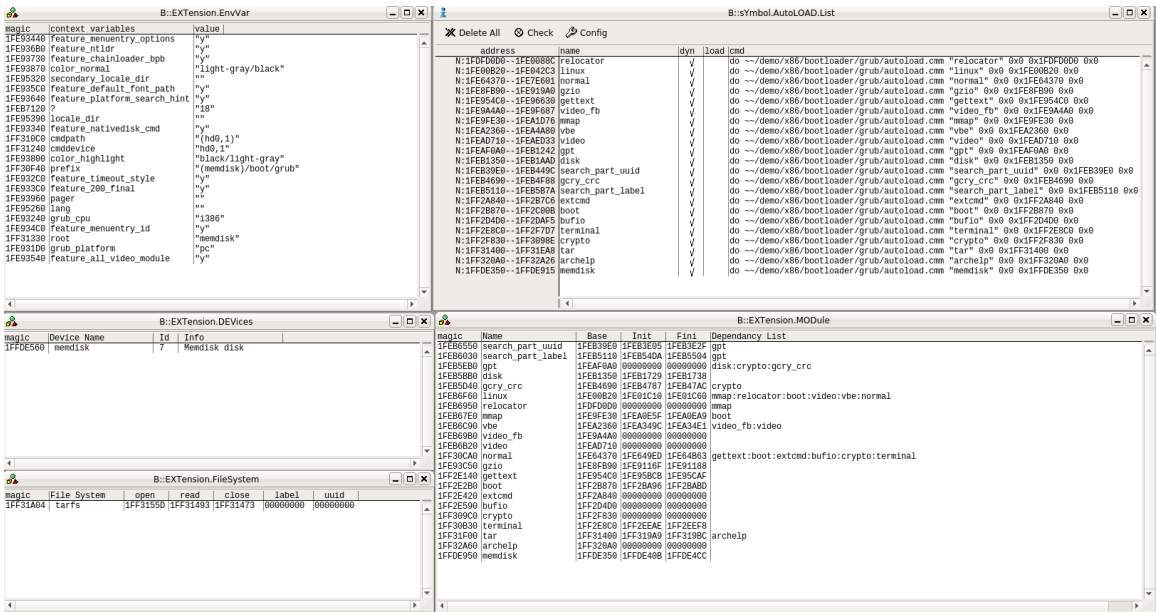 B::EXTension.EnvVar
magic context variables value
1FE93440 feature_menuentry_options "y"
1FE936B0 feature_ntldr "y"
1FE93730 feature_chainloader_bpb "y"
1FE93870 color_normal "light-gray/black"
1FE95320 secondary_locale_dir ""
1FE935C0 feature_default_font_path "y"
1FE93640 feature_platform_search_hint "y"
1FEB7120 ? "18"
1FE95390 locale_dir ""
1FE93340 feature_nativedisk_cmd "y"
1FF310C0 cmdpath "(hd0,1)"
1FF31240 cmddevice "hd0,1"
1FE93800 color_highlight "black/light-gray"
1FF30F40 prefix "(memdisk)/boot/grub"
1FE932C0 feature_timeout_style "y"
1FE933C0 feature_200_final "y"
1FE93960 pager ""
1FE95260 lang ""
1FE93240 grub_cpu "i386"
1FE934C0 feature_menuentry_id "y"
1FF31330 root "memdisk"
1FE931D0 grub_platform "pc"
1FE93540 feature_all_video_module "y"
B::sYmbol.AutoLOAD.List
Delete All Check Config
address name dyn load cmd
N:1FDFD0D0--1FE0088C relocator √ do ~~/demo/x86/bootloader/grub/autoload.cmm "relocator" 0x0 0x1FDFD0D0 0x0
N:1FE00B20--1FE042C3 linux √ do ~~/demo/x86/bootloader/grub/autoload.cmm "linux" 0x0 0x1FE00B20 0x0
N:1FE64370--1FE7E601 normal √ do ~~/demo/x86/bootloader/grub/autoload.cmm "normal" 0x0 0x1FE64370 0x0
N:1FE8FB90--1FE919A0 gzio √ do ~~/demo/x86/bootloader/grub/autoload.cmm "gzio" 0x0 0x1FE8FB90 0x0
N:1FE954C0--1FE96630 gettext √ do ~~/demo/x86/bootloader/grub/autoload.cmm "gettext" 0x0 0x1FE954C0 0x0
N:1FE9A4A0--1FE9F687 video_fb √ do ~~/demo/x86/bootloader/grub/autoload.cmm "video_fb" 0x0 0x1FE9A4A0 0x0
N:1FE9FE30--1FEA1D76 mmap √ do ~~/demo/x86/bootloader/grub/autoload.cmm "mmap" 0x0 0x1FE9FE30 0x0
N:1FEA2360--1FEA4A80 vbe √ do ~~/demo/x86/bootloader/grub/autoload.cmm "vbe" 0x0 0x1FEA2360 0x0
N:1FEAD710--1FEAED33 video √ do ~~/demo/x86/bootloader/grub/autoload.cmm "video" 0x0 0x1FEAD710 0x0
N:1FEAF0A0--1FEB1242 gpt √ do ~~/demo/x86/bootloader/grub/autoload.cmm "gpt" 0x0 0x1FEAF0A0 0x0
N:1FEB1350--1FEB1AAD disk √ do ~~/demo/x86/bootloader/grub/autoload.cmm "disk" 0x0 0x1FEB1350 0x0
N:1FEB39E0--1FEB449C search_part_uuid √ do ~~/demo/x86/bootloader/grub/autoload.cmm "search_part_uuid" 0x0 0x1FEB39E0 0x0
N:1FEB4690--1FEB4F88 gcry_crc √ do ~~/demo/x86/bootloader/grub/autoload.cmm "gcry_crc" 0x0 0x1FEB4690 0x0
N:1FEB5110--1FEB5B7A search_part_label √ do ~~/demo/x86/bootloader/grub/autoload.cmm "search_part_label" 0x0 0x1FEB5110 0x0
N:1FF2A840--1FF2B7C6 extcmd √ do ~~/demo/x86/bootloader/grub/autoload.cmm "extcmd" 0x0 0x1FF2A840 0x0
N:1FF2B870--1FF2C00B boot √ do ~~/demo/x86/bootloader/grub/autoload.cmm "boot" 0x0 0x1FF2B870 0x0
N:1FF2D4D0--1FF2DAF5 bufio √ do ~~/demo/x86/bootloader/grub/autoload.cmm "bufio" 0x0 0x1FF2D4D0 0x0
N:1FF2E8C0--1FF2F7D7 terminal √ do ~~/demo/x86/bootloader/grub/autoload.cmm "terminal" 0x0 0x1FF2E8C0 0x0
N:1FF2F830--1FF3098E crypto √ do ~~/demo/x86/bootloader/grub/autoload.cmm "crypto" 0x0 0x1FF2F830 0x0
N:1FF31400--1FF31EA8 tar √ do ~~/demo/x86/bootloader/grub/autoload.cmm "tar" 0x0 0x1FF31400 0x0
N:1FF320A0--1FF32A26 archelp √ do ~~/demo/x86/bootloader/grub/autoload.cmm "archelp" 0x0 0x1FF320A0 0x0
N:1FFDE350--1FFDE915 memdisk √ do ~~/demo/x86/bootloader/grub/autoload.cmm "memdisk" 0x0 0x1FFDE350 0x0
B::EXTension.DEVices
magic Device Name Id Info
1FFDE560 memdisk 7 Memdisk disk
B::EXTension.FileSystem
magic File System open read close label uuid
1FF31A04 tarfs 1FF3155D 1FF31493 1FF31473 00000000 00000000
B::EXTension.MODule
magic Name Base Init Fini Dependancy List
1FEB6550 search_part_uuid 1FEB39E0 1FEB3E05 1FEB3E2F gpt
1FEB6030 search_part_label 1FEB5110 1FEB54DA 1FEB5504 gpt
1FEB5EB0 gpt 1FEAF0A0 00000000 00000000 disk:crypto:gcry_crc
1FEB5BB0 disk 1FEB1350 1FEB1729 1FEB1738
1FEB5D40 gcry_crc 1FEB4690 1FEB4787 1FEB47AC crypto
1FEB6F60 linux 1FE00B20 1FE01C10 1FE01C60 mmap:relocator:boot:video:vbe:normal
1FEB6950 relocator 1FDFD0D0 00000000 00000000 mmap
1FEB67E0 mmap 1FE9FE30 1FEA0E5F 1FEA0EA9 boot
1FEB6C90 vbe 1FEA2360 1FEA349C 1FEA34E1 video_fb:video
1FEB69B0 video_fb 1FE9A4A0 00000000 00000000
1FEB6B20 video 1FEAD710 00000000 00000000
1FF30CA0 normal 1FE64370 1FE649ED 1FE64B63 gettext:boot:extcmd:bufio:crypto:terminal
1FE93C50 gzio 1FE8FB90 1FE9116F 1FE91188
1FF2E140 gettext 1FE954C0 1FE95BCB 1FE95CAF
1FF2E2B0 boot 1FF2B870 1FF2BA96 1FF2BABD
1FF2E420 extcmd 1FF2A840 00000000 00000000
1FF2E590 bufio 1FF2D4D0 00000000 00000000
1FF309C0 crypto 1FF2F830 00000000 00000000
1FF30B30 terminal 1FF2E8C0 1FF2EEAE 1FF2EEF8
1FF31F00 tar 1FF31400 1FF319A9 1FF319BC archelp
1FF32A60 archelp 1FF320A0 00000000 00000000
1FFDE950 memdisk 1FFDE350 1FFDE40B 1FFDE4CC